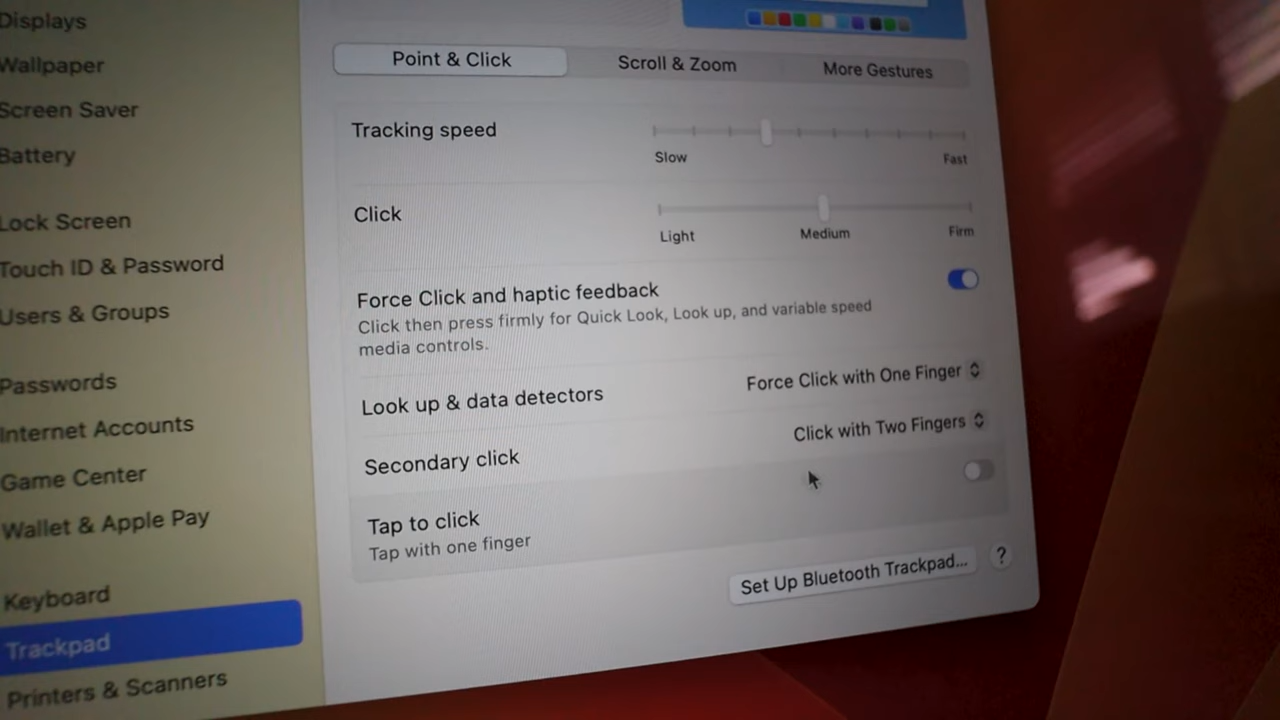 Displays
Wallpaper
Screen Saver
Battery
Lock Screen
Touch ID & Password
Users & Groups
Passwords
Internet Accounts
Game Center
Wallet & Apple Pay
Keyboard
Trackpad
Printers & Scanners
Point & Click
Scroll & Zoom
More Gestures
Tracking speed
Slow
Fast
Click
Light
Medium
Firm
Force Click and haptic feedback
Click then press firmly for Quick Look, Look up, and variable speed
media controls.
Look up & data detectors
Force Click with One Finger
Secondary click
Click with Two Fingers
Tap to click
Tap with one finger
Set Up Bluetooth Trackpad...
?